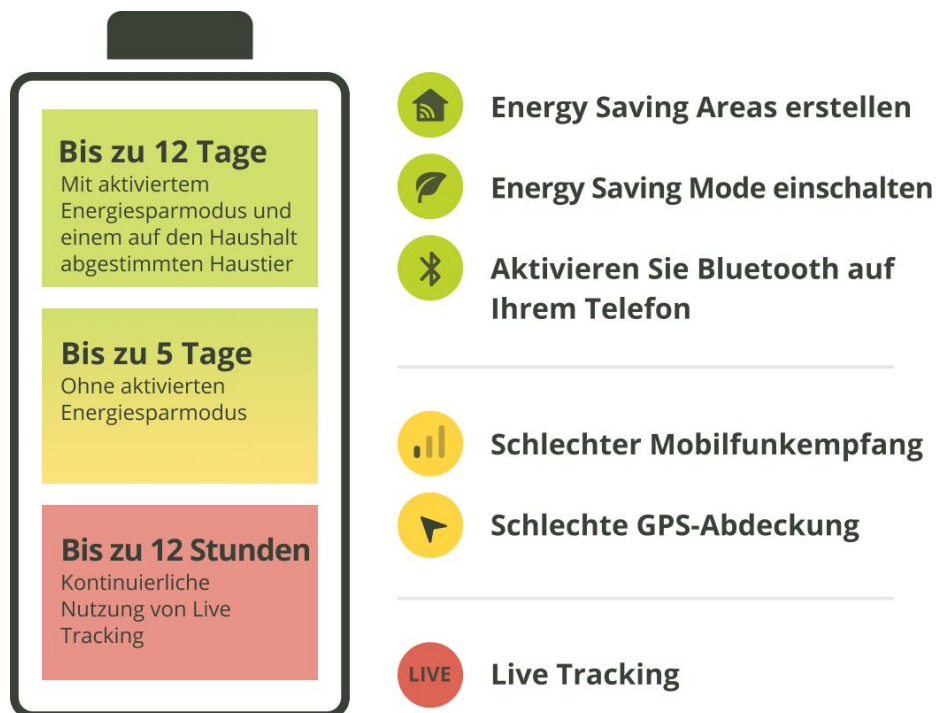 Bis zu 12 Tage
Mit aktiviertem
Energiesparmodus und
einem auf den Haushalt
abgestimmten Haustier
Bis zu 5 Tage
Ohne aktivierten
Energiesparmodus
Bis zu 12 Stunden
Kontinuierliche
Nutzung von Live
Tracking
Energy Saving Areas erstellen
Energy Saving Mode einschalten
Aktivieren Sie Bluetooth auf
Ihrem Telefon
Schlechter Mobilfunkempfang
Schlechte GPS-Abdeckung
LIVE Live Tracking